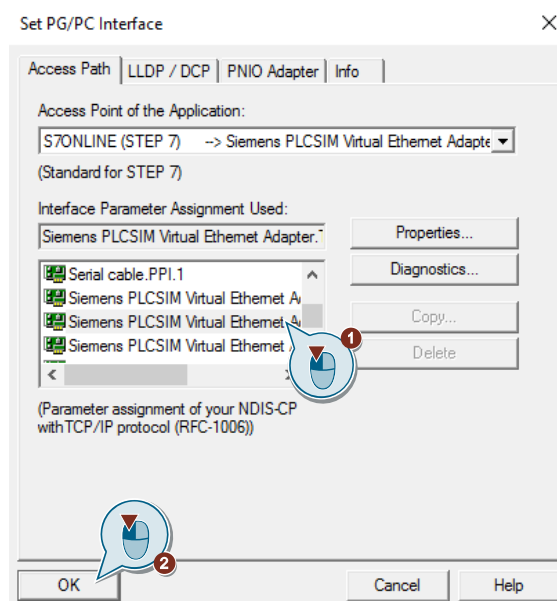 Set PG/PC Interface
Access Path
LLDP / DCP
PNIO Adapter
Info
Access Point of the Application:
S7ONLINE (STEP 7) --> Siemens PLCSIM Virtual Ethernet Adapte
(Standard for STEP 7)
Interface Parameter Assignment Used:
Siemens PLCSIM Virtual Ethernet Adapter.
Properties...
Diagnostics...
Copy...
Delete
Serial cable.PPI.1
Siemens PLCSIM Virtual Ethernet A
Siemens PLCSIM Virtual Ethernet A
Siemens PLCSIM Virtual Ethernet
1
(Parameter assignment of your NDIS-CP
withTCP/IP protocol (RFC-1006))
2
OK
Cancel
Help